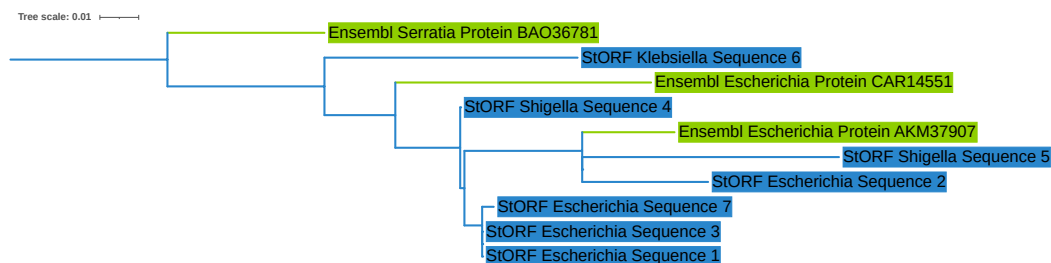 Tree scale: 0.01
Ensembl Serratia Protein BAO36781
StORF Klebsiella Sequence 6
Ensembl Escherichia Protein CAR14551
StORF Shigella Sequence 4
Ensembl Escherichia Protein AKM37907
StORF Shigella Sequence 5
StORF Escherichia Sequence 2
StORF Escherichia Sequence 7
StORF Escherichia Sequence 3
StORF Escherichia Sequence 1